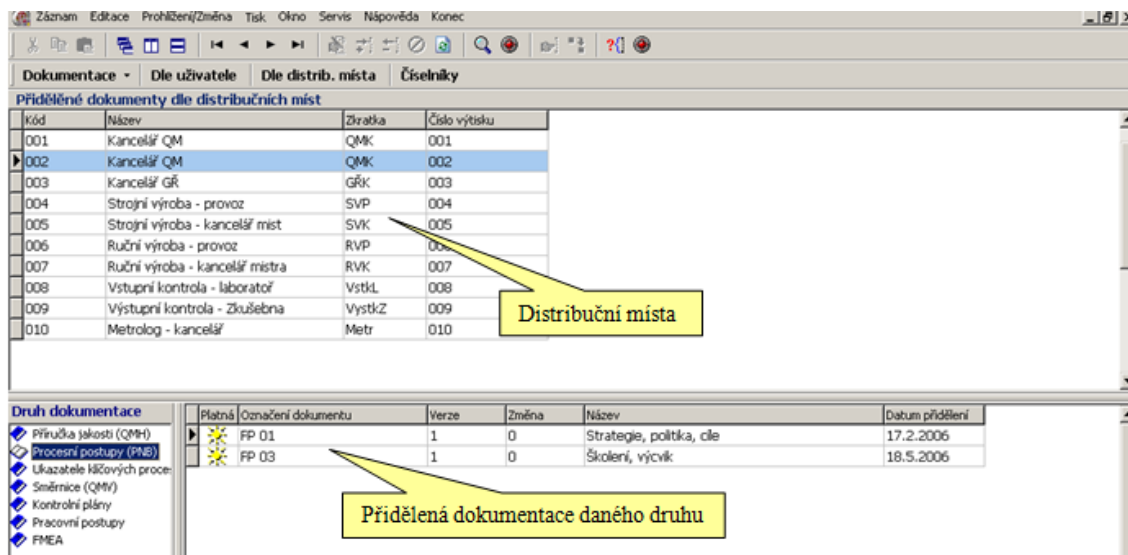 Záznam Editace Prohlížení/Změna Tisk Okno Servis Nápověda Konec
Dokumentace Dle uživatele Dle distrib. místa Číselníky
Přidělěné dokumenty dle distribučních míst
Kód Název Zkratka Číslo výtisku
001 Kancelář QM QMK 001
002 Kancelář QM QMK 002
003 Kancelář GŘ GŘK 003
004 Strojní výroba - provoz SVP 004
005 Strojní výroba - kancelář mist SVK 005
006 Ruční výroba - provoz RVP 006
007 Ruční výroba - kancelář mistra RVK 007
008 Vstupní kontrola - laboratoř VstkL 008
009 Výstupní kontrola - Zkušebna VystkZ 009
010 Metrolog - kancelář Metr 010
Distribuční místa
Druh dokumentace
Příručka jakosti (QMH)
Procesní postupy (PNB)
Ukazatele klíčových proce
Směrnice (QMV)
Kontrolní plány
Pracovní postupy
FMEA
Platná Označení dokumentu Verze Změna Název Datum přidělení
FP 01 1 0 Strategie, politika, cíle 17.2.2006
FP 03 1 0 Školení, výcvik 18.5.2006
Přidělená dokumentace daného druhu